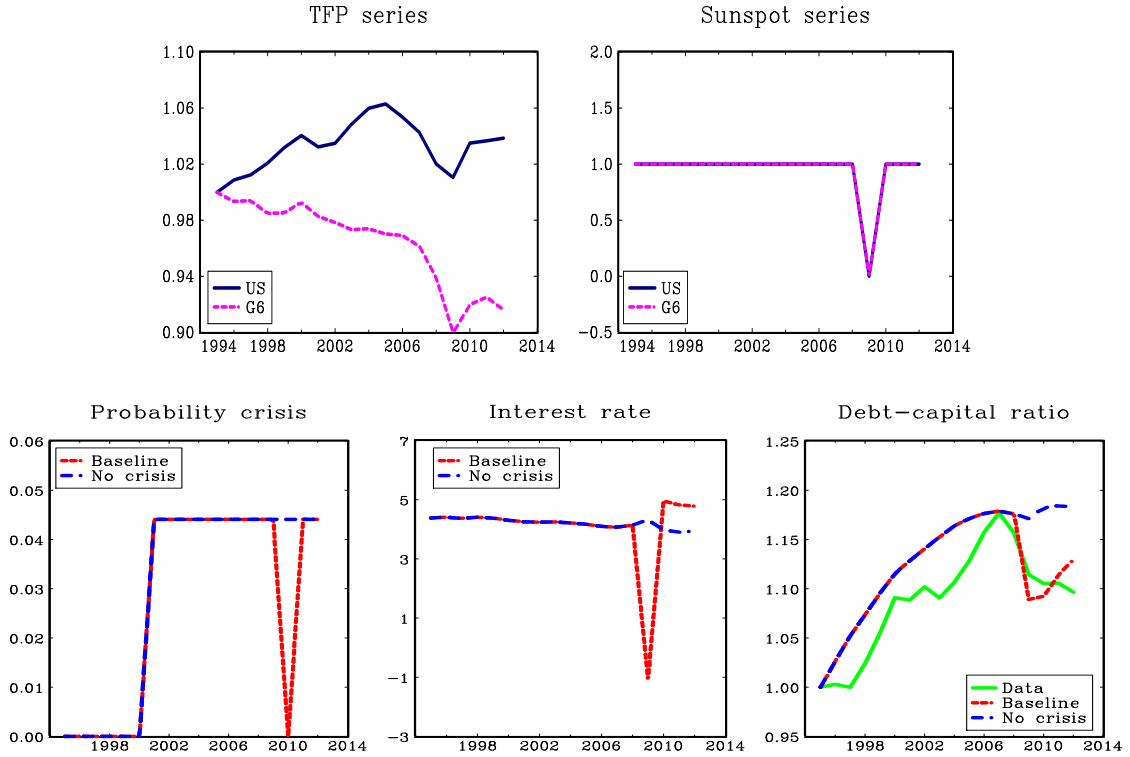 TFP series
1.10
1.06
1.02
0.98
0.94
0.90
US
G6
1994 1998 2002 2006 2010 2014
Sunspot series
2.0
1.5
1.0
0.5
0.0
−0.5
US
G6
1994 1998 2002 2006 2010 2014
Probability crisis
0.06
0.05
0.04
0.03
0.02
0.01
0.00
Baseline
No crisis
1998 2002 2006 2010 2014
Interest rate
7
5
3
1
−1
−3
Baseline
No crisis
1998 2002 2006 2010 2014
Debt−capital ratio
1.25
1.20
1.15
1.10
1.05
1.00
0.95
Data
Baseline
No crisis
1998 2002 2006 2010 2014